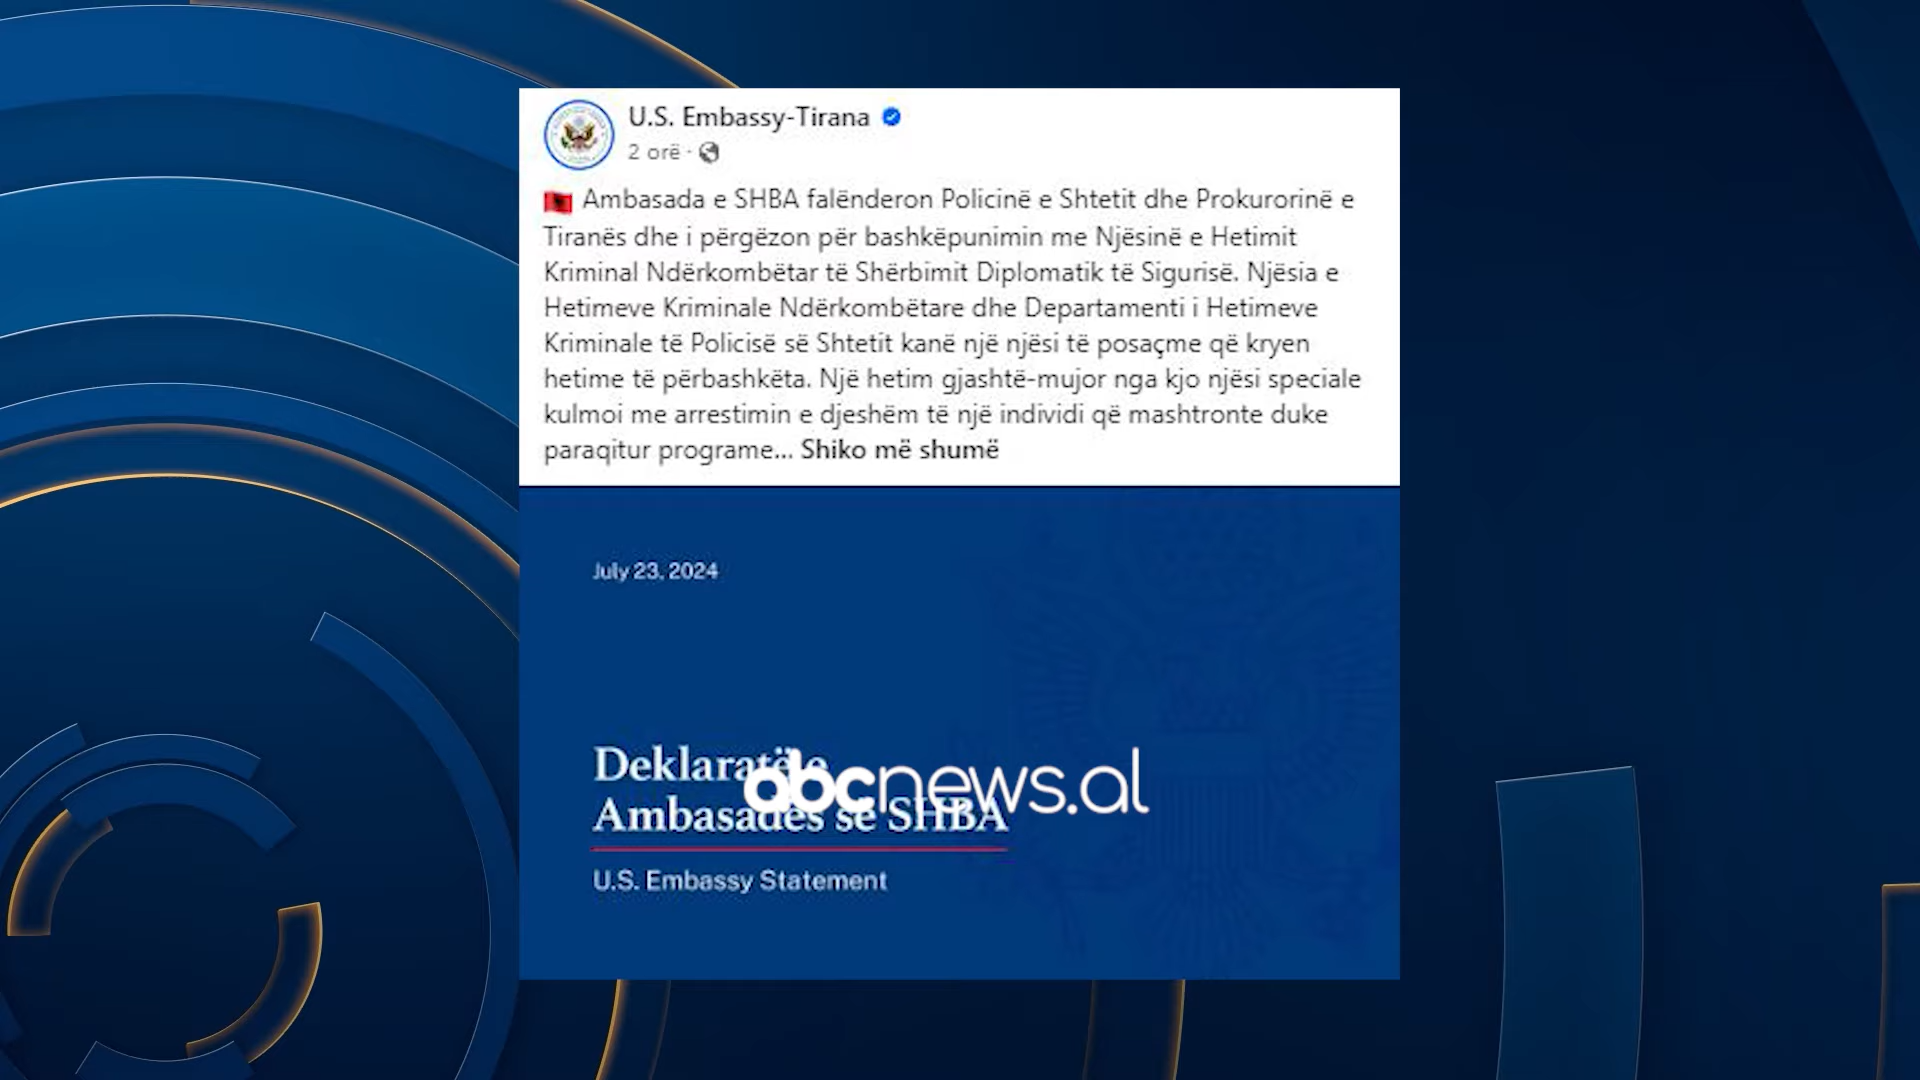 U.S. Embassy-Tirana
2 orë ·
Ambasada e SHBA falënderon Policinë e Shtetit dhe Prokurorinë e
Tiranës dhe i përgëzon për bashkëpunimin me Njësinë e Hetimit
Kriminal Ndërkombëtar të Shërbimit Diplomatik të Sigurisë. Njësia e
Hetimeve Kriminale Ndërkombëtare dhe Departamenti i Hetimeve
Kriminale të Policisë së Shtetit kanë një njësi të posaçme që kryen
hetime të përbashkëta. Një hetim gjashtë-mujor nga kjo njësi speciale
kulmoi me arrestimin e djeshëm të një individi që mashtronte duke
paraqitur programe... Shiko më shumë
July 23, 2024
Deklaratë e
abcnews.al
Ambasadës së SHBA
U.S. Embassy Statement